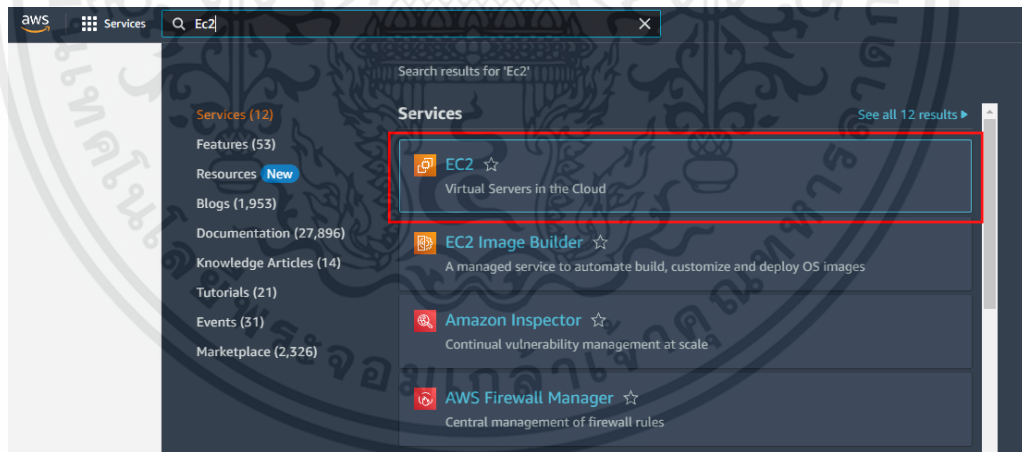 aws
Services
Ec2
Search results for 'Ec2'
Services (12)
Features (53)
Resources New
Blogs (1,953)
Documentation (27,896)
Knowledge Articles (14)
Tutorials (21)
Events (31)
Marketplace (2,326)
Services
See all 12 results
EC2
Virtual Servers in the Cloud
EC2 Image Builder
A managed service to automate build, customize and deploy OS images
Amazon Inspector
Continual vulnerability management at scale
AWS Firewall Manager
Central management of firewall rules